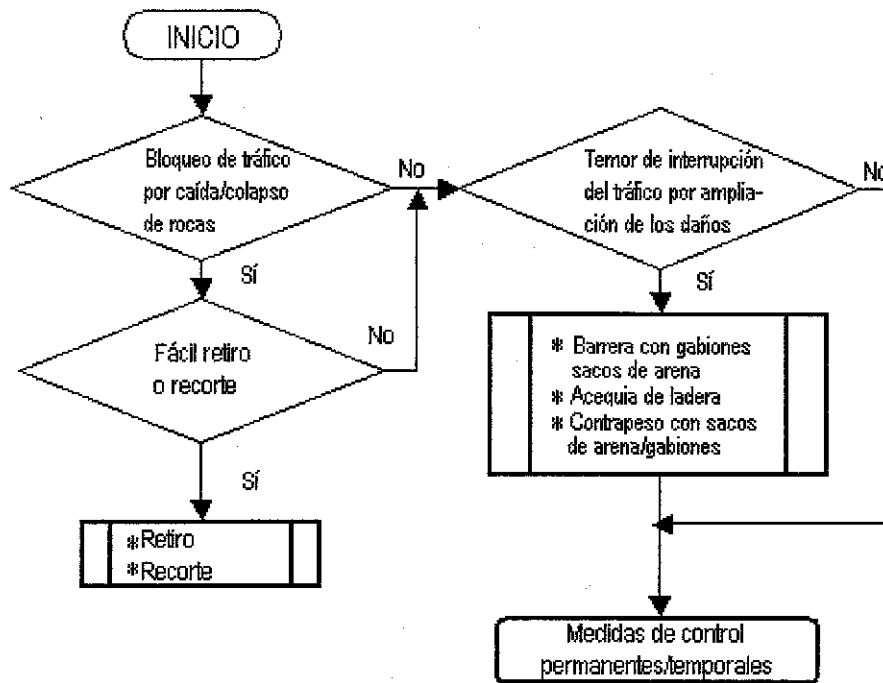 INICIO
Bloqueo de tráfico
por caída/colapso
de rocas
No
Sí
Fácil retiro
o recorte
No
Sí
*Retiro
*Recorte
Temor de interrupción
del tráfico por amplia-
ción de los daños
No
Sí
* Barrera con gabiones
sacos de arena
* Acequia de ladera
* Contrapeso con sacos
de arena/gabiones
Medidas de control
permanentes/temporales